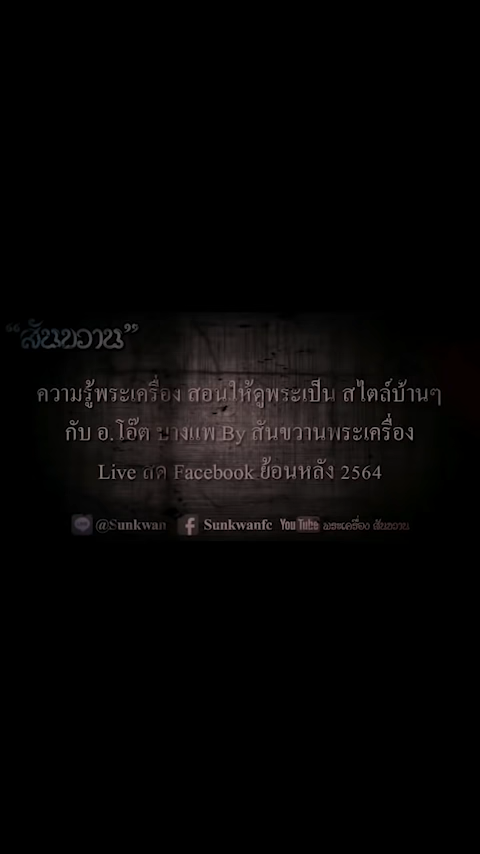 “สันขวาน”
ความรู้พระเครื่อง สอนให้ดูพระเป็น สไตล์บ้านๆ
กับ อ.โอ๊ต บางแพ By สันขวานพระเครื่อง
Live สด Facebook ย้อนหลัง 2564
@Sunkwan Sunkwanfc YouTube พระเครื่อง สันขวาน